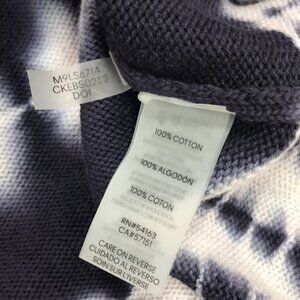 M9LS6714
CKEBS0253
DOI
100% COTTON
100% ALGODÓN
100% COTON
RN#54163
CA#57151
CARE ON REVERSE
CUIDADO AL REVERSO
SOIN SUR L'ENVERSE